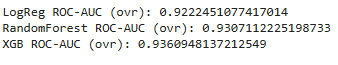 LogReg ROC-AUC (ovr): 0.9222451077417014
RandomForest ROC-AUC (ovr): 0.9307112225198733
XGB ROC-AUC (ovr): 0.9360948137212549